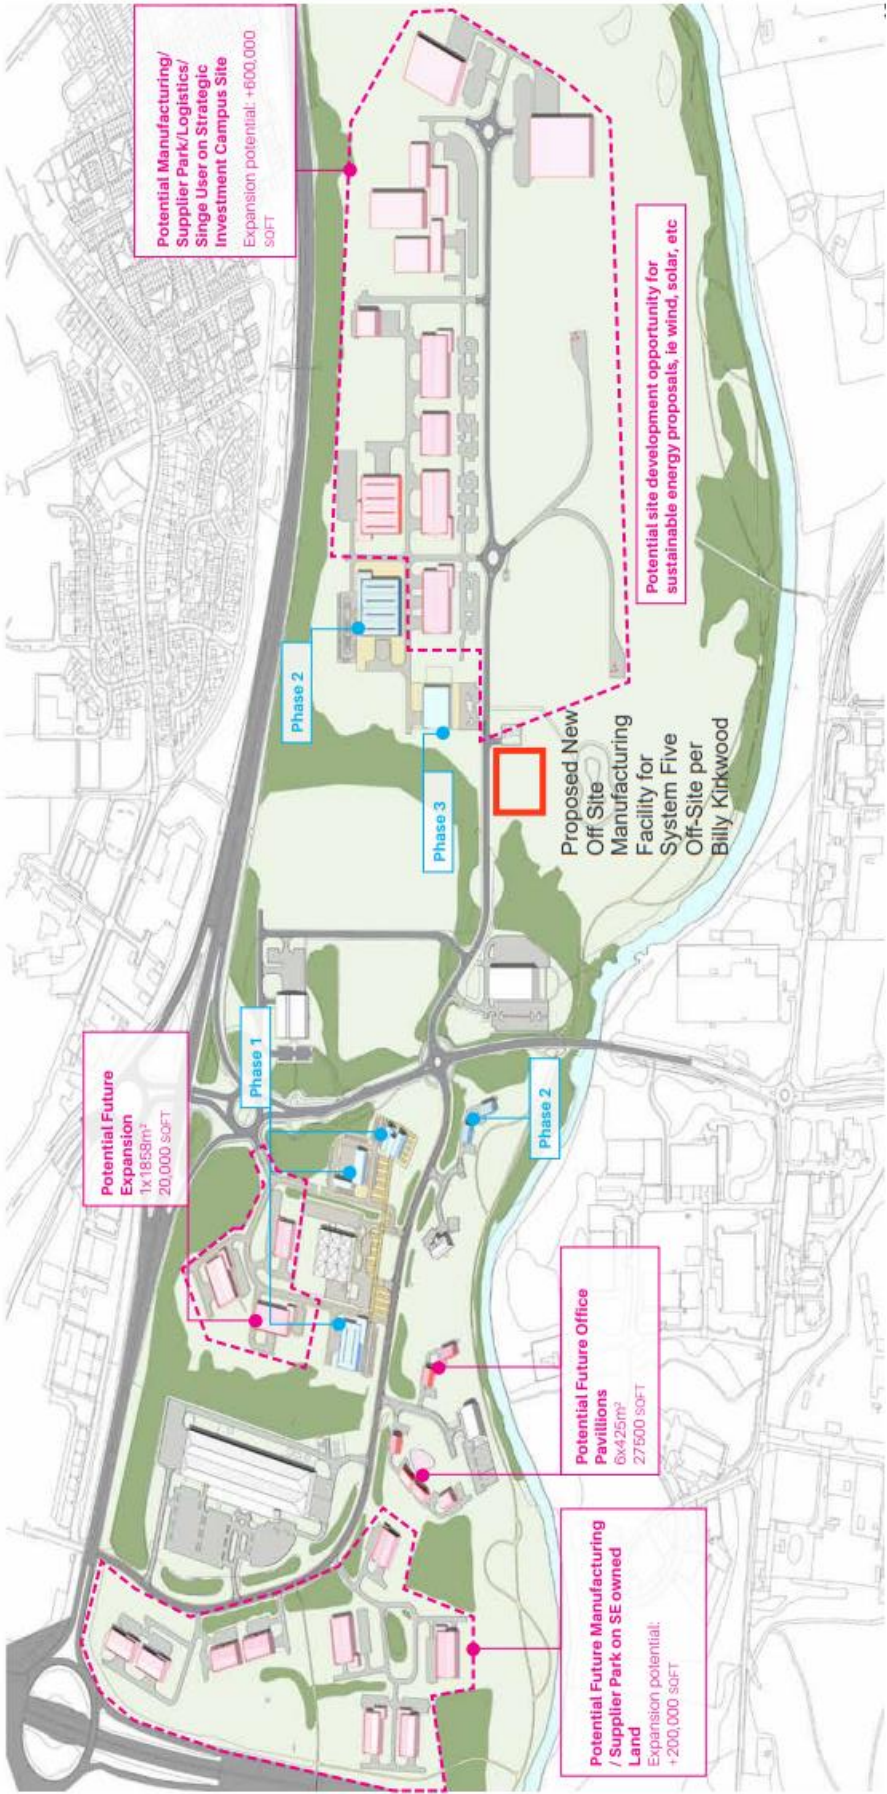 Potential Manufacturing/
Supplier Park/Logistics/
Singe User on Strategic
Investment Campus Site
Expansion potential: +600,000
SQFT
Potential Future
Expansion
1x1858m²
20,000 SQFT
Phase 1
Phase 2
Phase 3
Phase 2
Potential site development opportunity for
sustainable energy proposals, ie wind, solar, etc
Proposed New
Off Site
Manufacturing
Facility for
System Five
Off-Site per
Billy Kirkwood
Potential Future Office
Pavillions
6x425m²
27500 SQFT
Potential Future Manufacturing
/ Supplier Park on SE owned
Land
Expansion potential:
+200,000 SQFT